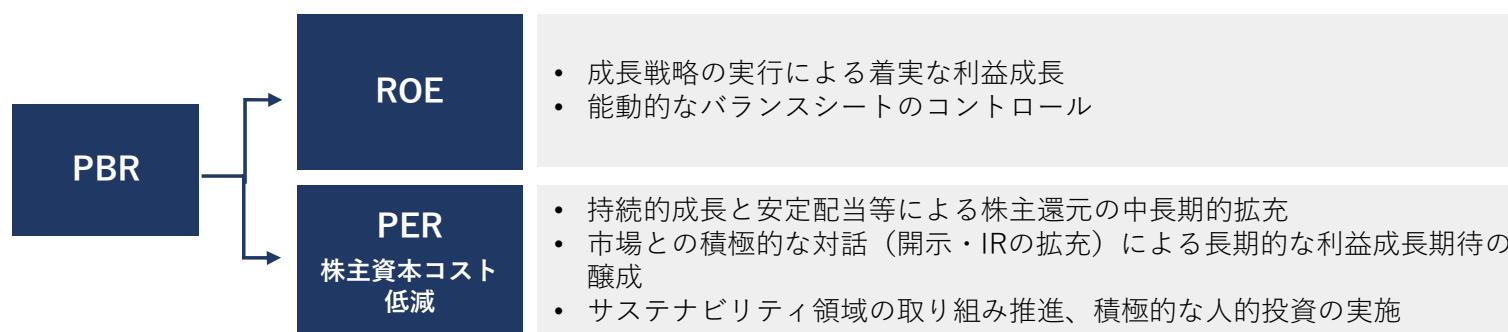 PBR
ROE
• 成長戦略の実行による着実な利益成長
• 能動的なバランスシートのコントロール
PER
株主資本コスト
低減
• 持続的成長と安定配当等による株主還元の中長期的拡充
• 市場との積極的な対話（開示・IRの拡充）による長期的な利益成長期待の
醸成
• サステナビリティ領域の取り組み推進、積極的な人的投資の実施